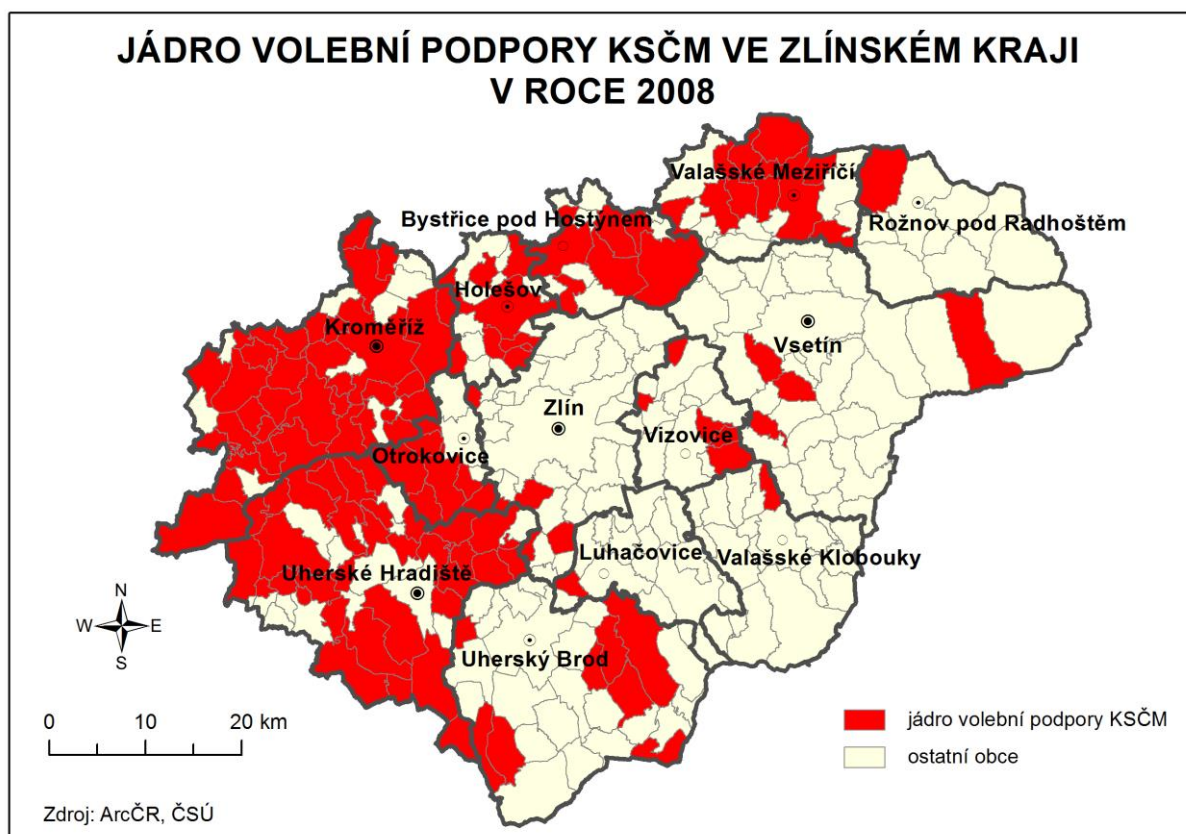 JÁDRO VOLEBNÍ PODPORY KSČM VE ZLÍNSKÉM KRAJI
V ROCE 2008
Valašské Meziříčí
Bystřice pod Hostýnem
Rožnov pod Radhoštěm
Holešov
Kroměříž
Vsetín
Zlín
Vizovice
Otrokovice
Luhačovice
Valašské Klobouky
Uherské Hradiště
N
W E
S
Uherský Brod
0 10 20 km
jádro volební podpory KSČM
ostatní obce
Zdroj: ArcČR, ČSÚ